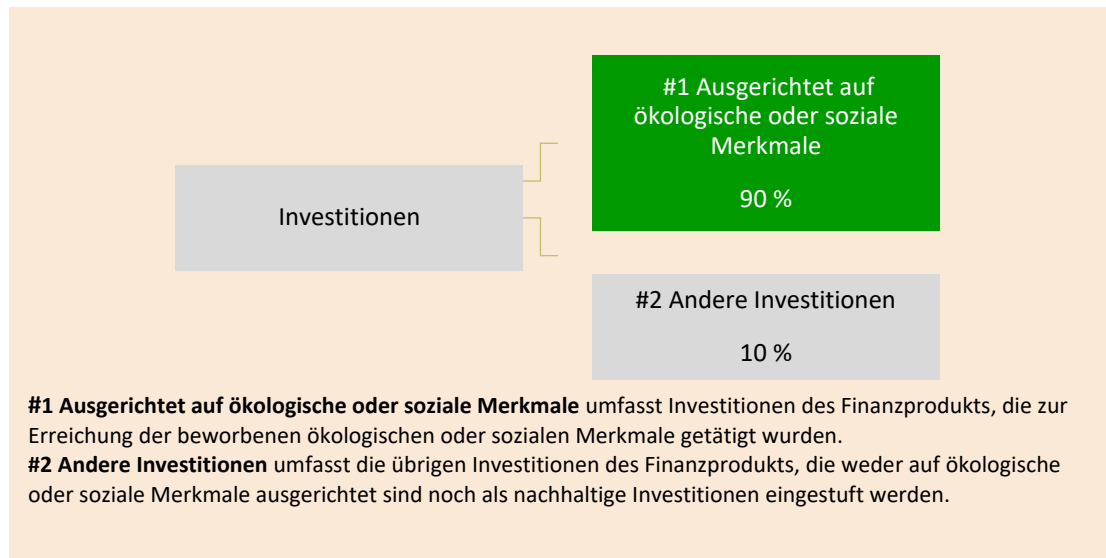 #1 Ausgerichtet auf
ökologische oder soziale
Merkmale
90 %
Investitionen
#2 Andere Investitionen
10 %
#1 Ausgerichtet auf ökologische oder soziale Merkmale umfasst Investitionen des Finanzprodukts, die zur
Erreichung der beworbenen ökologischen oder sozialen Merkmale getätigt wurden.
#2 Andere Investitionen umfasst die übrigen Investitionen des Finanzprodukts, die weder auf ökologische
oder soziale Merkmale ausgerichtet sind noch als nachhaltige Investitionen eingestuft werden.